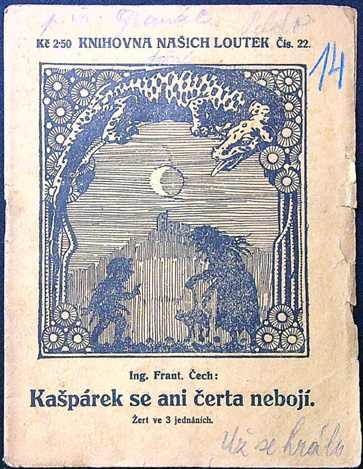 p. m. Granác
Kč 2·50 KNIHOVNA NAŠICH LOUTEK Čís. 22.
14
Ing. Frant. Čech:
Kašpárek se ani čerta nebojí.
Žert ve 3 jednáních.
Už se hrálo